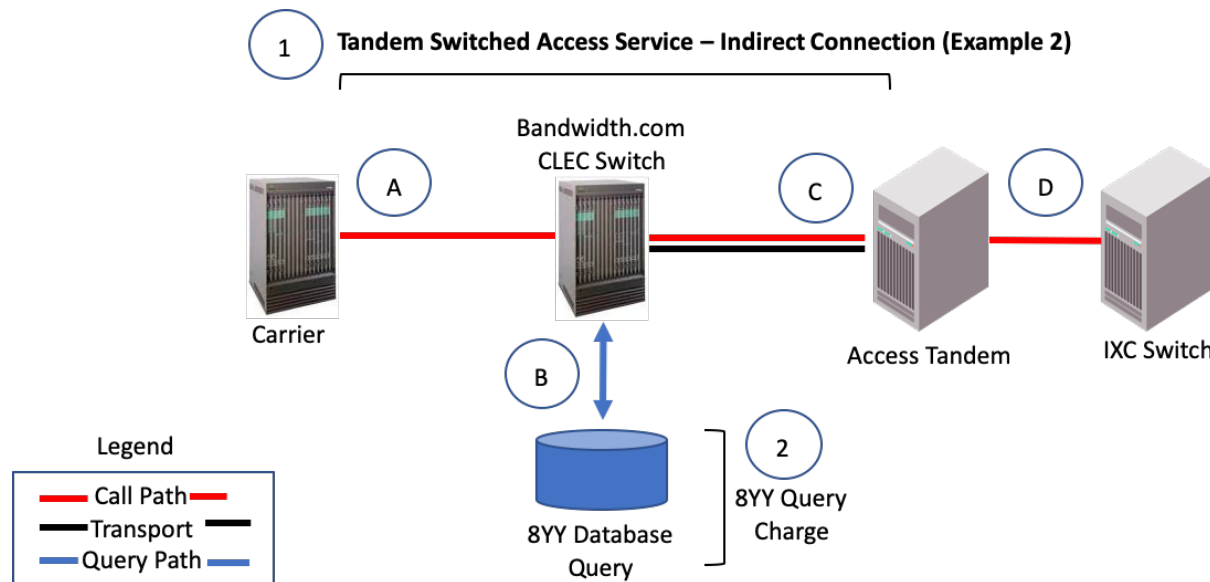 1
Tandem Switched Access Service – Indirect Connection (Example 2)
Bandwidth.com
CLEC Switch
A
C
D
Carrier
Access Tandem
IXC Switch
B
Legend
Call Path
Transport
Query Path
8YY Database
Query
2
8YY Query
Charge